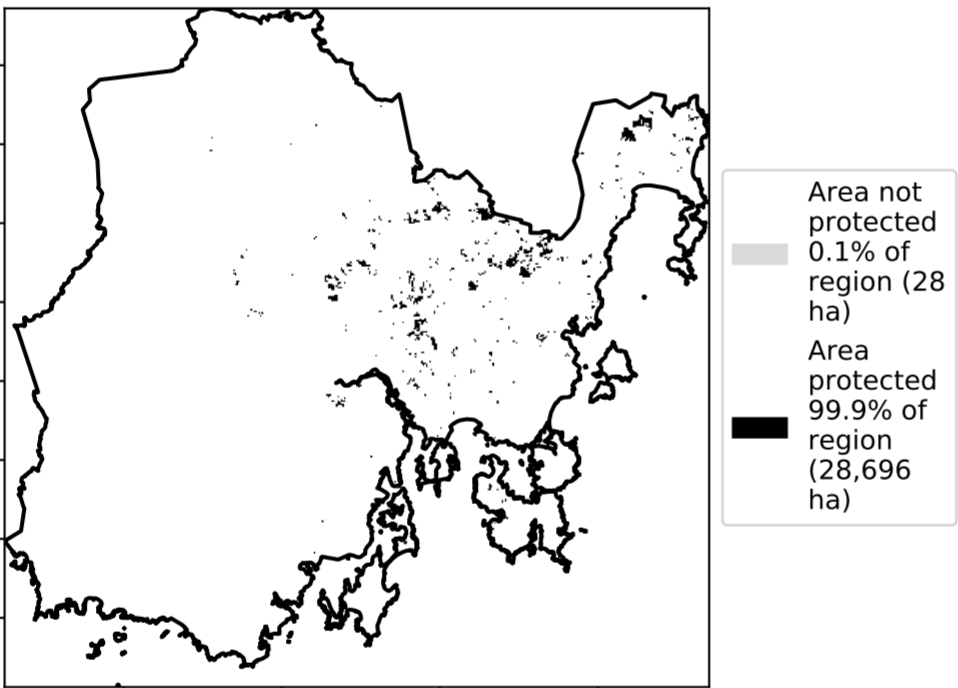 Area not
protected
0.1% of
region (28
ha)
Area
protected
99.9% of
region
(28,696
ha)